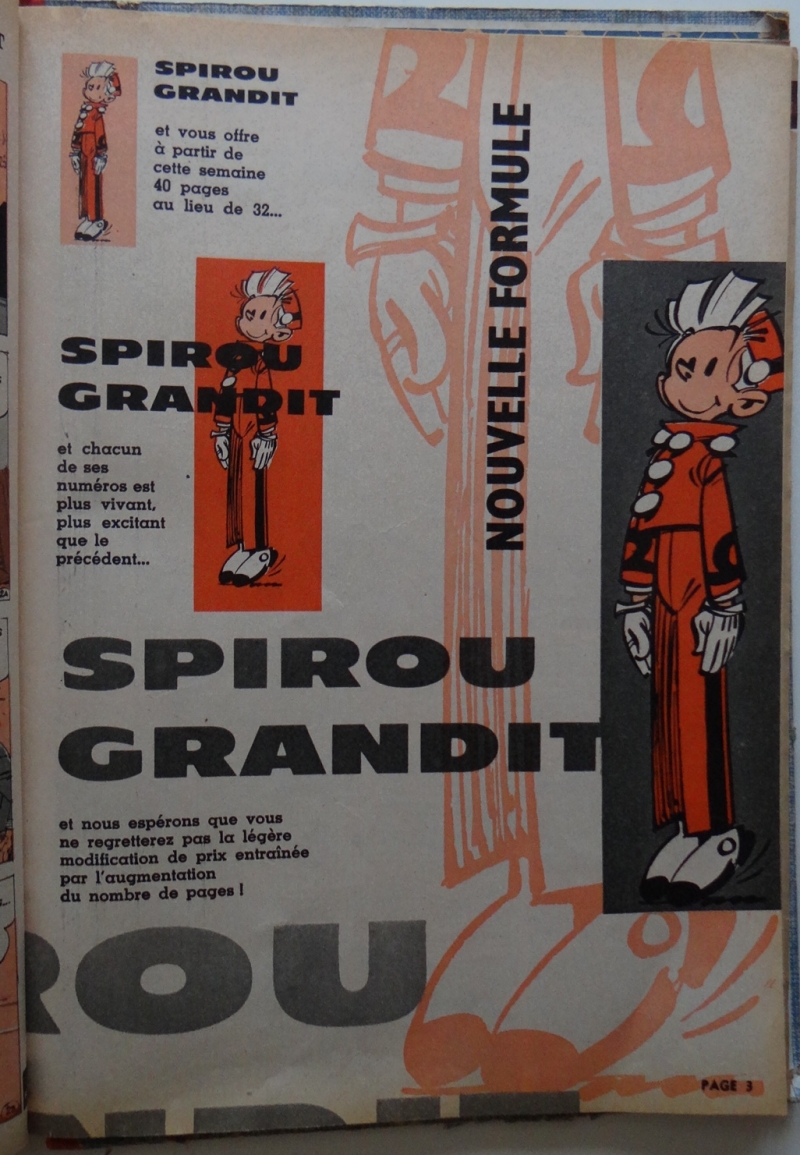 SPIROU
GRANDIT
et vous offre
à partir de
cette semaine
40 pages
au lieu de 32...
NOUVELLE FORMULE
SPIROU
GRANDIT
et chacun
de ses
numéros est
plus vivant,
plus excitant
que le
précédent...
SPIROU
GRANDIT
et nous espérons que vous
ne regretterez pas la légère
modification de prix entraînée
par l'augmentation
du nombre de pages !
ROU
NDIT
PAGE 3